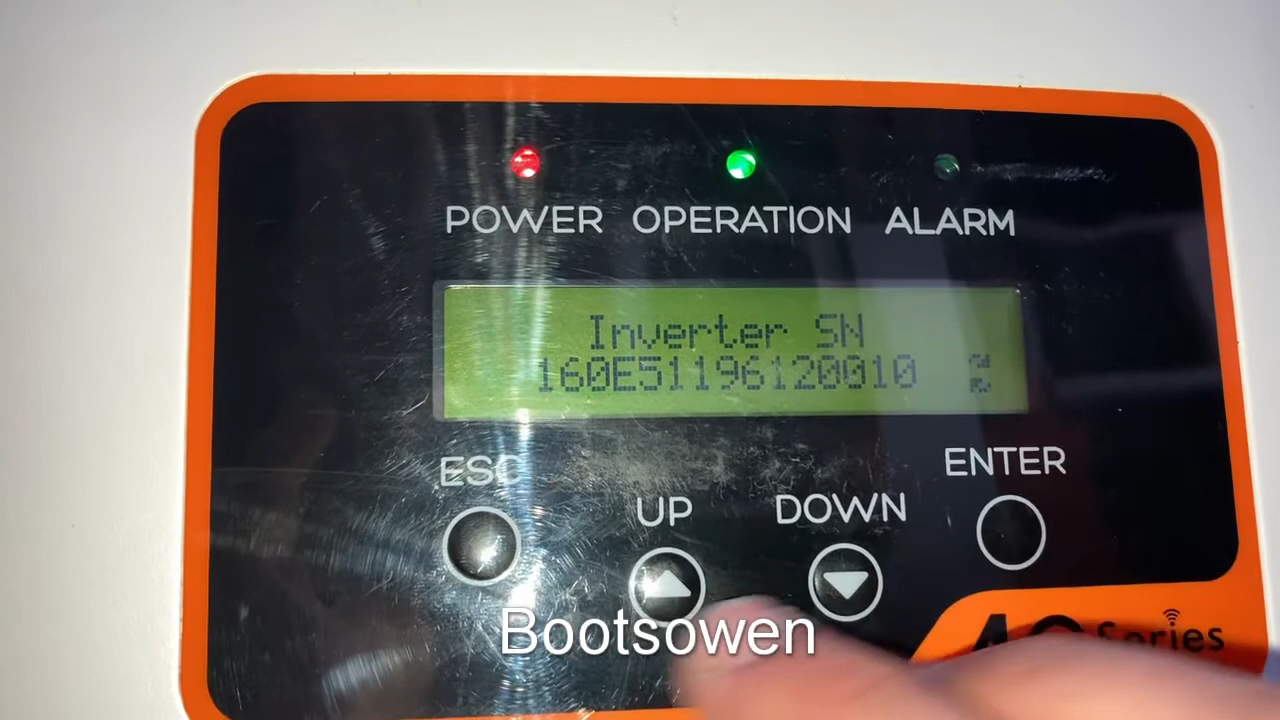 POWER OPERATION ALARM
Inverter SN
160E51196120010
ESC
UP
DOWN
ENTER
Series
Bootsowen